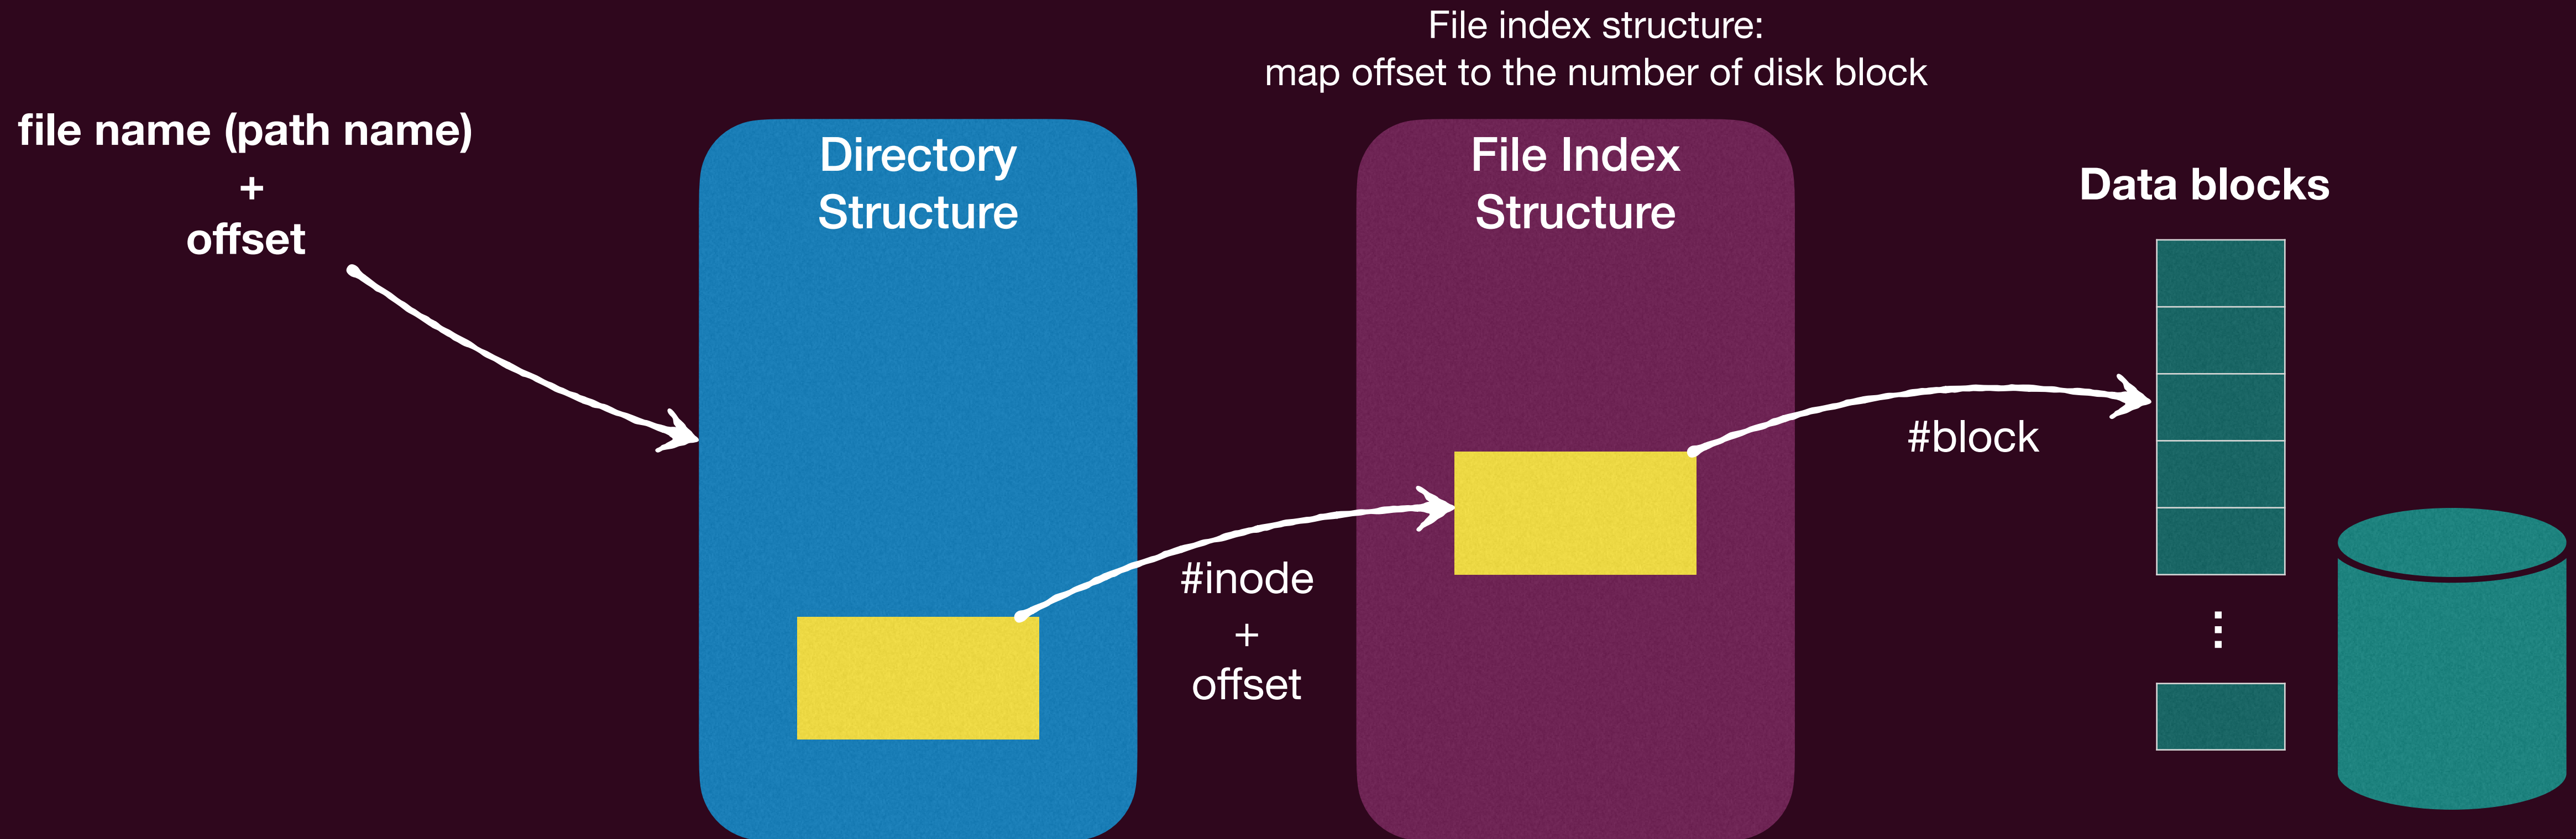 File index structure:
map offset to the number of disk block
file name (path name)
+
offset
Directory
Structure
File Index
Structure
Data blocks
#block
#inode
+
offset
⋮